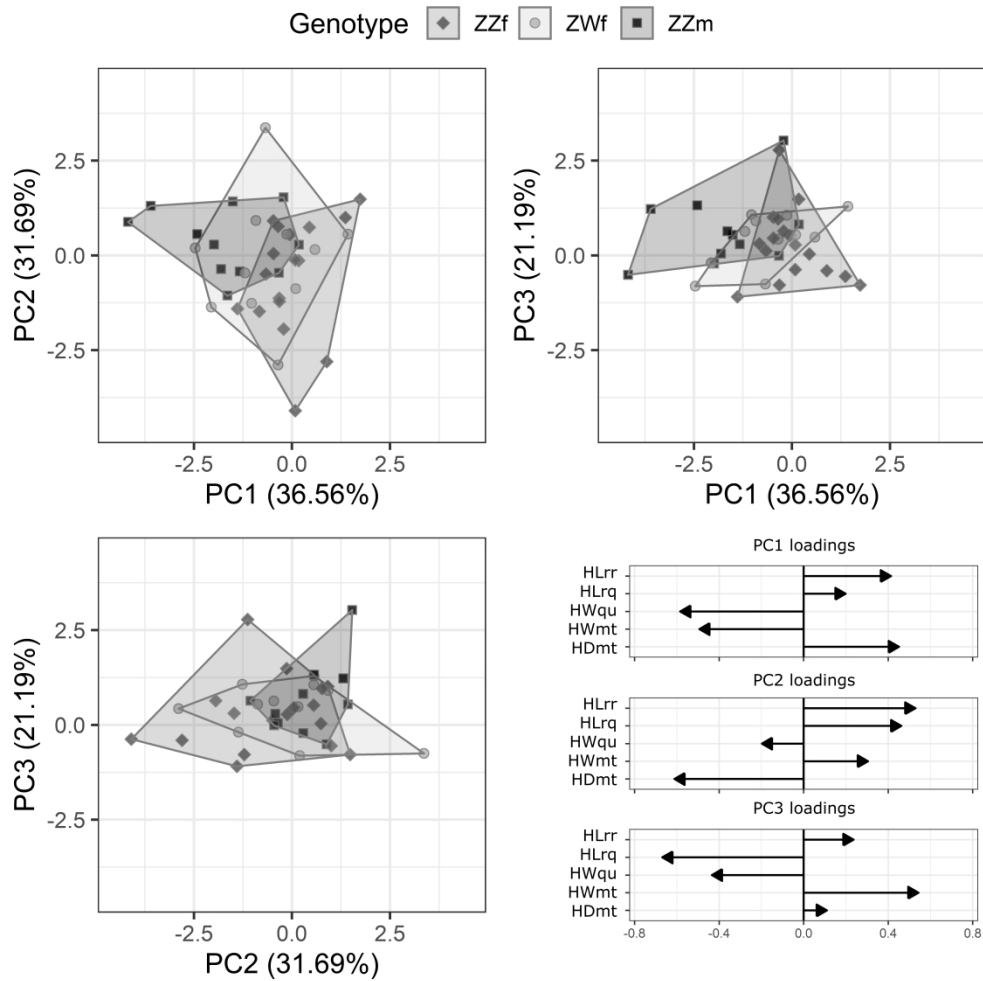 Genotype ZZf ZWf ZZm
PC2 (31.69%)
2.5
0.0
-2.5
-2.5 0.0 2.5
PC1 (36.56%)
PC3 (21.19%)
2.5
0.0
-2.5
-2.5 0.0 2.5
PC1 (36.56%)
PC3 (21.19%)
2.5
0.0
-2.5
-2.5 0.0 2.5
PC2 (31.69%)
PC1 loadings
HLrr
HLrq
HWqu
HWmt
HDmt
PC2 loadings
HLrr
HLrq
HWqu
HWmt
HDmt
PC3 loadings
HLrr
HLrq
HWqu
HWmt
HDmt
-0.8 -0.4 0.0 0.4 0.8